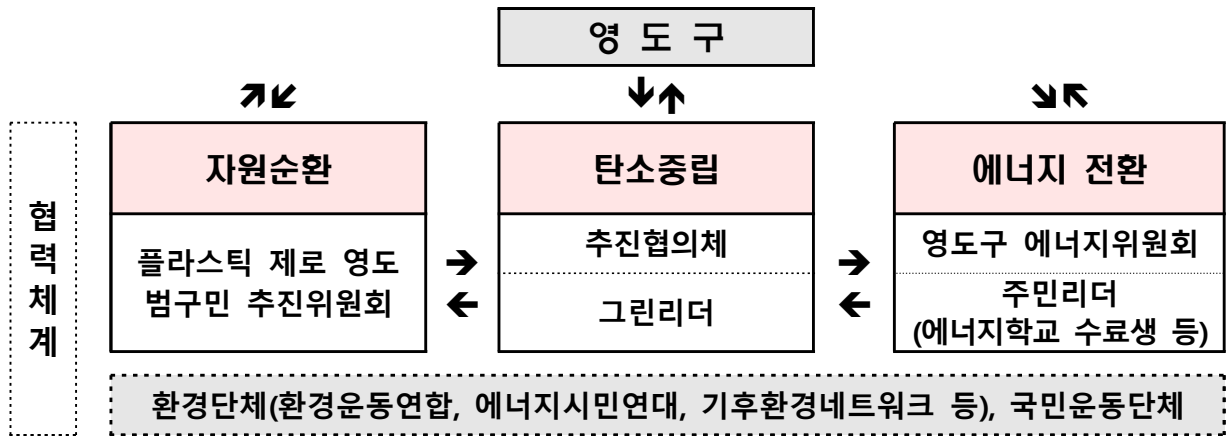 영 도 구
협력체계
자원순환
탄소중립
에너지 전환
플라스틱 제로 영도
범구민 추진위원회
추진협의체
그린리더
영도구 에너지위원회
주민리더
(에너지학교 수료생 등)
환경단체(환경운동연합, 에너지시민연대, 기후환경네트워크 등), 국민운동단체